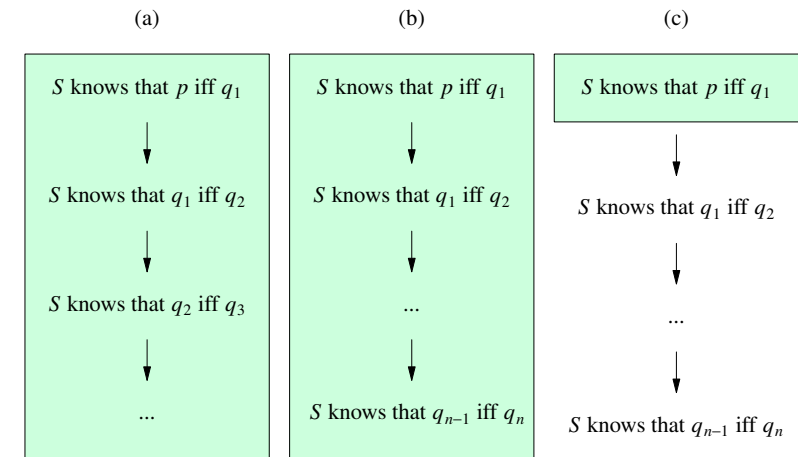 (a)
S knows that p iff q₁
S knows that q₁ iff q₂
S knows that q₂ iff q₃
...
(b)
S knows that p iff q₁
S knows that q₁ iff q₂
...
S knows that qₙ₋₁ iff qₙ
(c)
S knows that p iff q₁
S knows that q₁ iff q₂
...
S knows that qₙ₋₁ iff qₙ